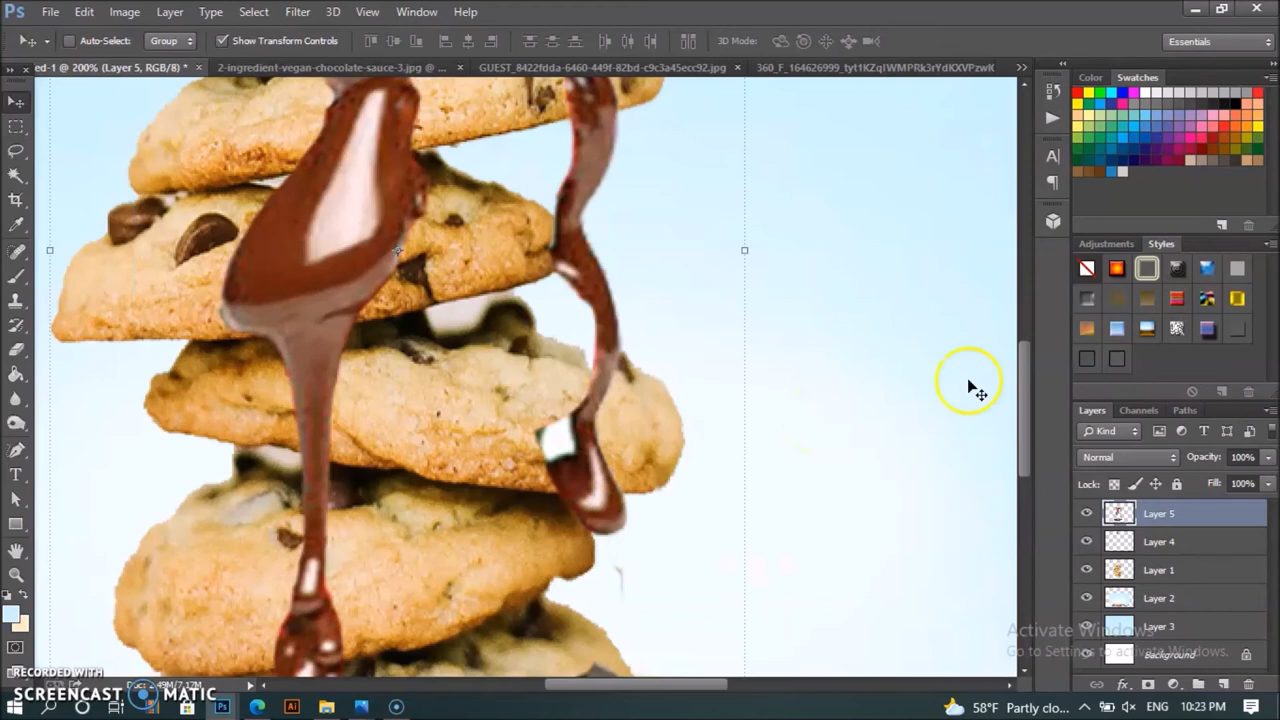 Ps File Edit Image Layer Type Select Filter 3D View Window Help
Auto-Select: Group Show Transform Controls 3D Mode: Essentials
ed-1 @ 200% (Layer 5, RGB/8) * × 2-ingredient-vegan-chocolate-sauce-3.jpg @ ... × GUEST_8422fdda-6460-449f-82bd-c9c3a45ecc92.jpg ×
Color Swatches
Adjustments Styles
Layers Channels Paths
Kind
Normal Opacity: 100%
Lock: Fill: 100%
Layer 5
Layer 4
Layer 1
Layer 2
Layer 3
Background
Activate Windows
Go to Settings to activate Windows.
RECORDED WITH
SCREENCAST MATIC
58°F Partly clo... ENG 10:23 PM